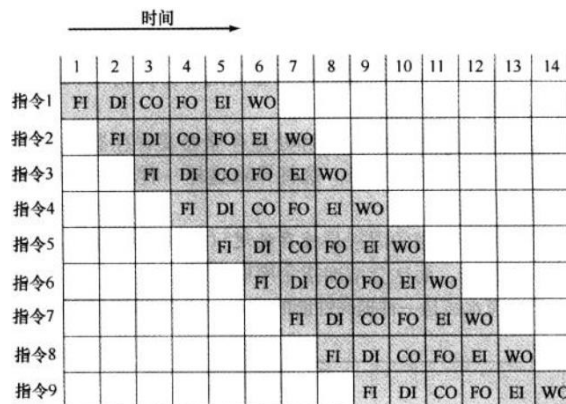 时间
1 2 3 4 5 6 7 8 9 10 11 12 13 14
指令1 FI DI CO FO EI WO
指令2 FI DI CO FO EI WO
指令3 FI DI CO FO EI WO
指令4 FI DI CO FO EI WO
指令5 FI DI CO FO EI WO
指令6 FI DI CO FO EI WO
指令7 FI DI CO FO EI WO
指令8 FI DI CO FO EI WO
指令9 FI DI CO FO EI WO